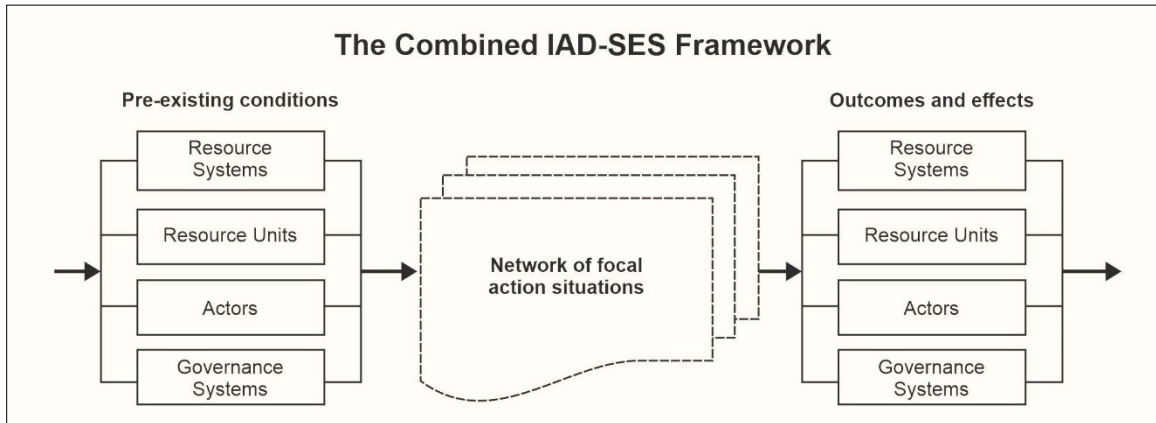 The Combined IAD-SES Framework
Pre-existing conditions
Resource
Systems
Resource Units
Actors
Governance
Systems
Network of focal
action situations
Outcomes and effects
Resource
Systems
Resource Units
Actors
Governance
Systems